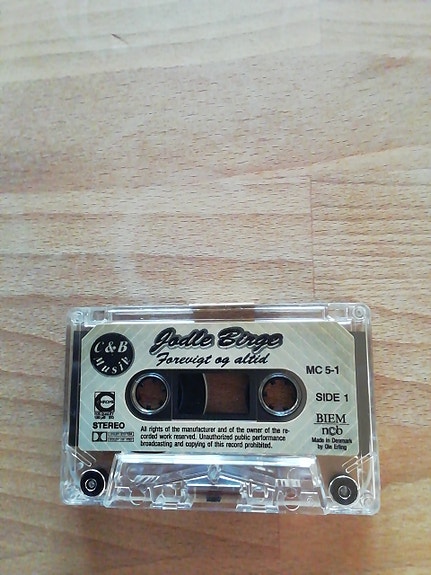 C & B
Musik
Jodle Birge
Forevigt og altid
MC 5-1
SIDE 1
STEREO
BIEM
ncb
All rights of the manufacturer and of the owner of the re-
corded work reserved. Unauthorized public performance
broadcasting and copying of this record prohibited.
Made in Denmark
by Ole Erling